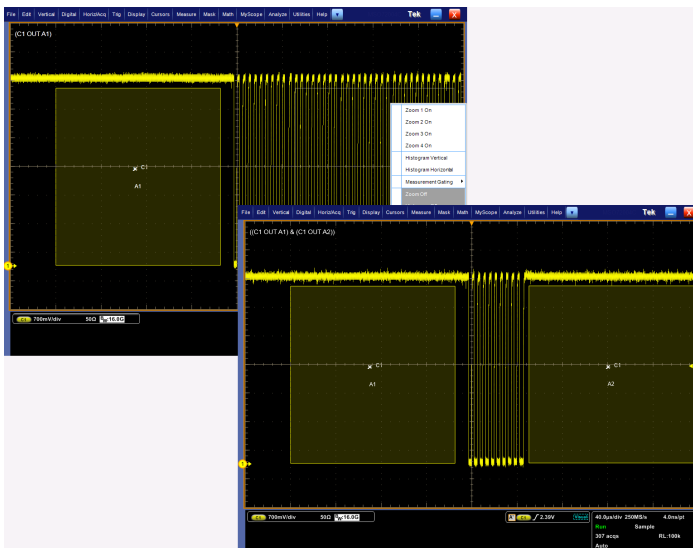 File Edit Vertical Digital Horiz/Acq Trig Display Cursors Measure Mask Math MyScope Analyze Utilities Help Tek X
(C1 OUT A1)
C1
A1
Zoom 1 On
Zoom 2 On
Zoom 3 On
Zoom 4 On
Histogram Vertical
Histogram Horizontal
Measurement Gating
Zoom Off
1
C1 700mV/div 50Ω BW:16.0G
File Edit Vertical Digital Horiz/Acq Trig Display Cursors Measure Mask Math MyScope Analyze Utilities Help Tek X
((C1 OUT A1) & (C1 OUT A2))
C1
A1
C1
A2
1
C1 700mV/div 50Ω BW:16.0G
A' C1 2.39V Visual
40.0µs/div 250MS/s 4.0ns/pt
Run Sample
307 acqs RL:100k
Auto